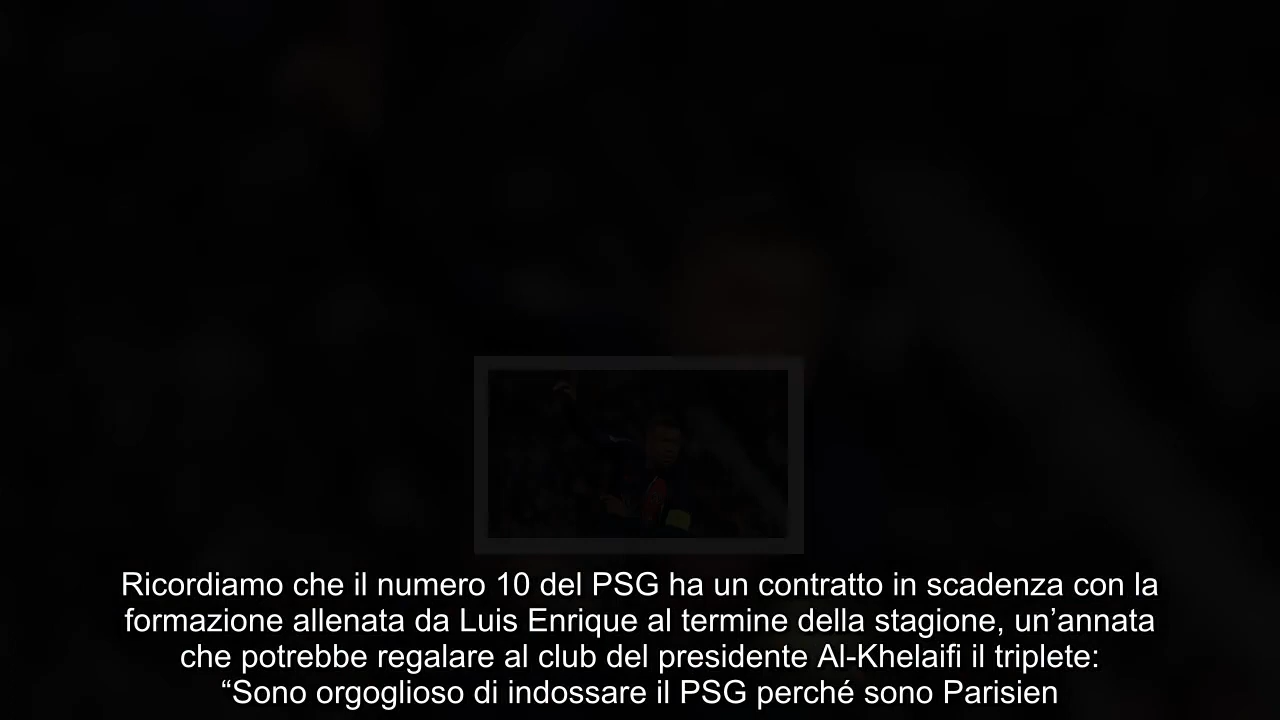 Ricordiamo che il numero 10 del PSG ha un contratto in scadenza con la
formazione allenata da Luis Enrique al termine della stagione, un’annata
che potrebbe regalare al club del presidente Al-Khelaifi il triplete:
“Sono orgoglioso di indossare il PSG perché sono Parisien